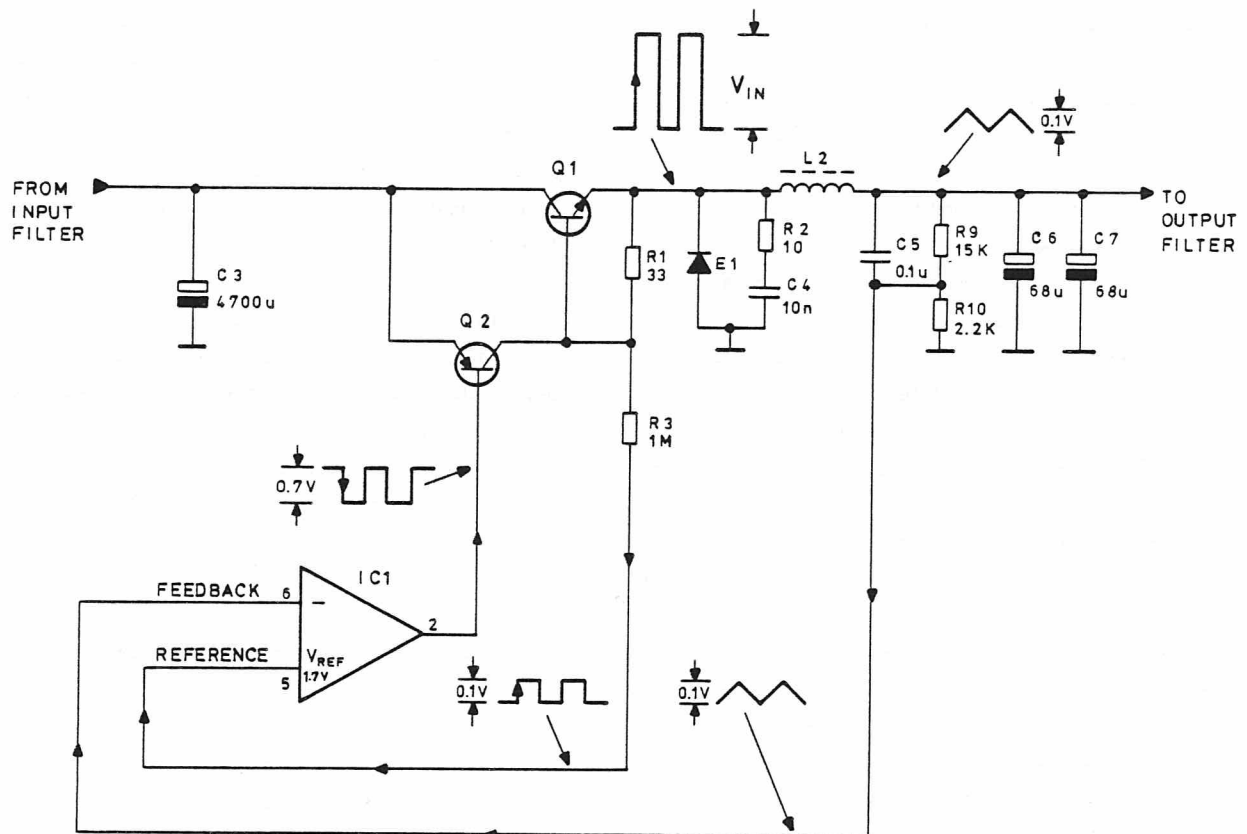 V IN
0.1V
Q1
L2
FROM
INPUT
FILTER
TO
OUTPUT
FILTER
C3
4700u
R1
33
E1
R2
10
C4
10n
C5
0.1u
R9
15K
R10
2.2K
C6
68u
C7
68u
Q2
R3
1M
0.7V
IC1
FEEDBACK 6
–
2
REFERENCE
V REF
1.7V
5
0.1V
0.1V